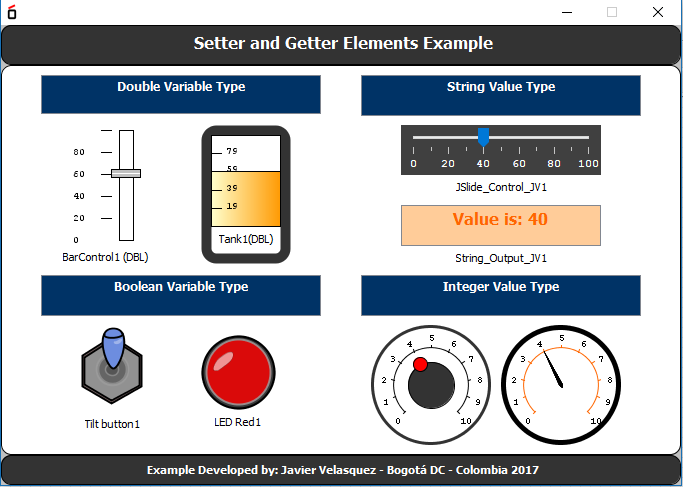 Setter and Getter Elements Example
Double Variable Type
String Value Type
80
60
40
20
0
BarControl1 (DBL)
79
59
39
19
Tank1(DBL)
0 20 40 60 80 100
JSlide_Control_JV1
Value is: 40
String_Output_JV1
Boolean Variable Type
Integer Value Type
Tilt button1
LED Red1
0 1 2 3 4 5 6 7 8 9 10
0 1 2 3 4 5 6 7 8 9 10
Example Developed by: Javier Velasquez - Bogotá DC - Colombia 2017